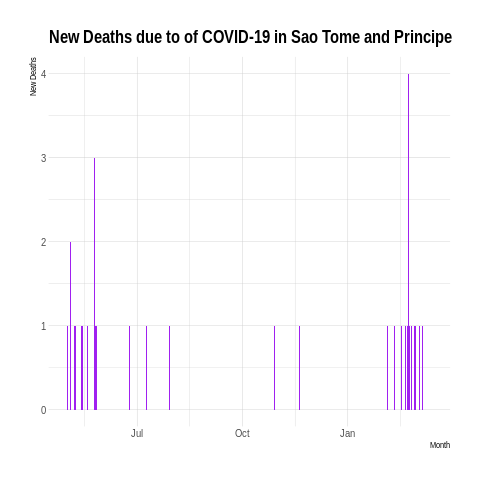 New Deaths due to of COVID-19 in Sao Tome and Principe
New Deaths
4
3
2
1
0
Jul Oct Jan
Month